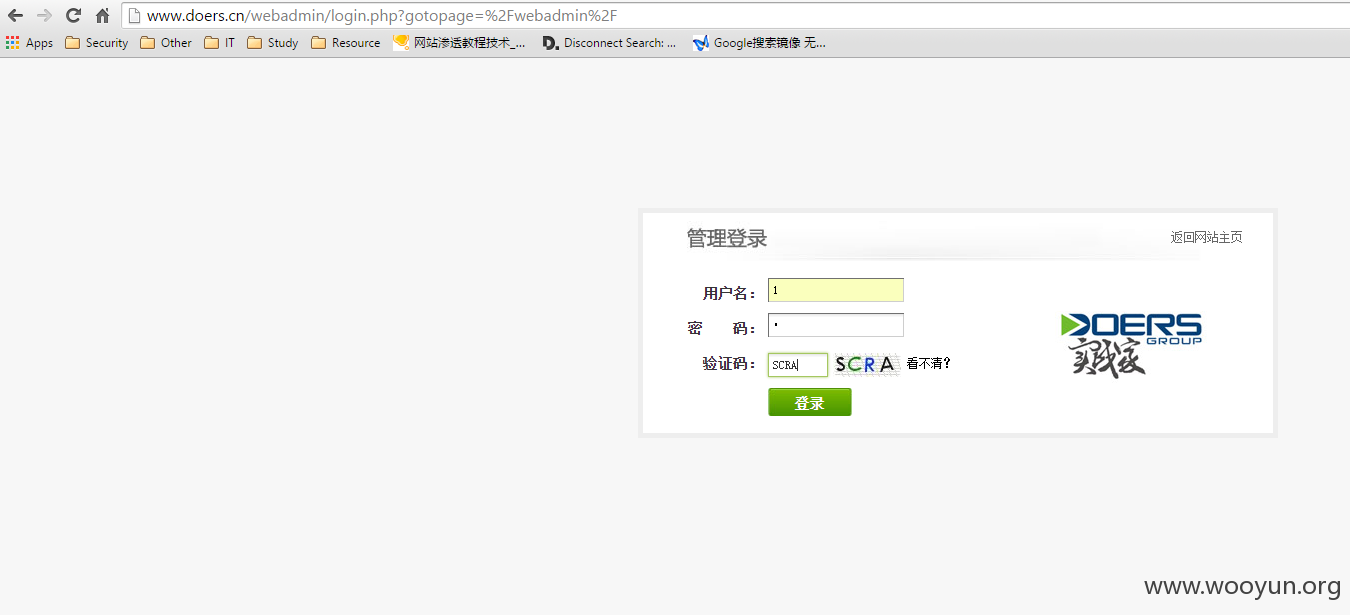 www.doers.cn/webadmin/login.php?gotopage=%2Fwebadmin%2F
Apps Security Other IT Study Resource 网站渗透教程技术_... D. Disconnect Search: ... Google搜索镜像 无...
管理登录 返回网站主页
用户名： 1
密 码：
验证码： SCRA SCRA 看不清?
登录
DOERS
GROUP
实践家
www.wooyun.org